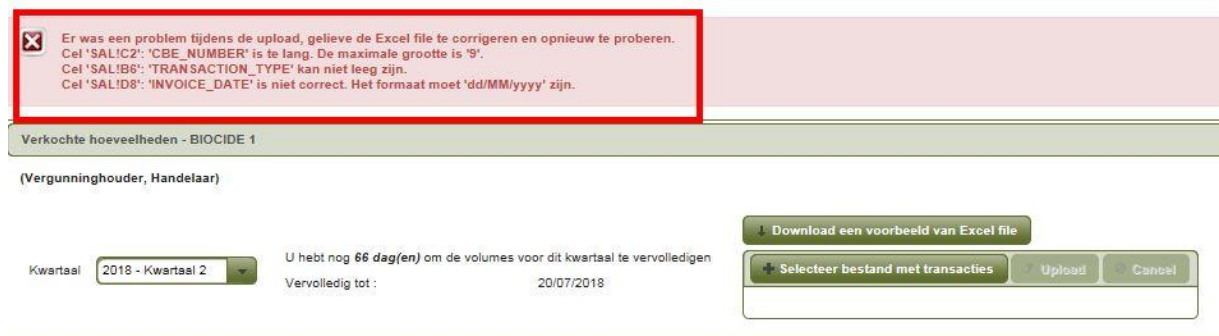 Er was een problem tijdens de upload, gelieve de Excel file te corrigeren en opnieuw te proberen.
Cel 'SAL!C2': 'CBE_NUMBER' is te lang. De maximale grootte is '9'.
Cel 'SAL!B6': 'TRANSACTION_TYPE' kan niet leeg zijn.
Cel 'SAL!D8': 'INVOICE_DATE' is niet correct. Het formaat moet 'dd/MM/yyyy' zijn.
Verkochte hoeveelheden - BIOCIDE 1
(Vergunninghouder, Handelaar)
Download een voorbeeld van Excel file
Kwartaal 2018 - Kwartaal 2
U hebt nog 66 dag(en) om de volumes voor dit kwartaal te vervolledigen
Vervolledig tot : 20/07/2018
Selecteer bestand met transacties Upload Cancel